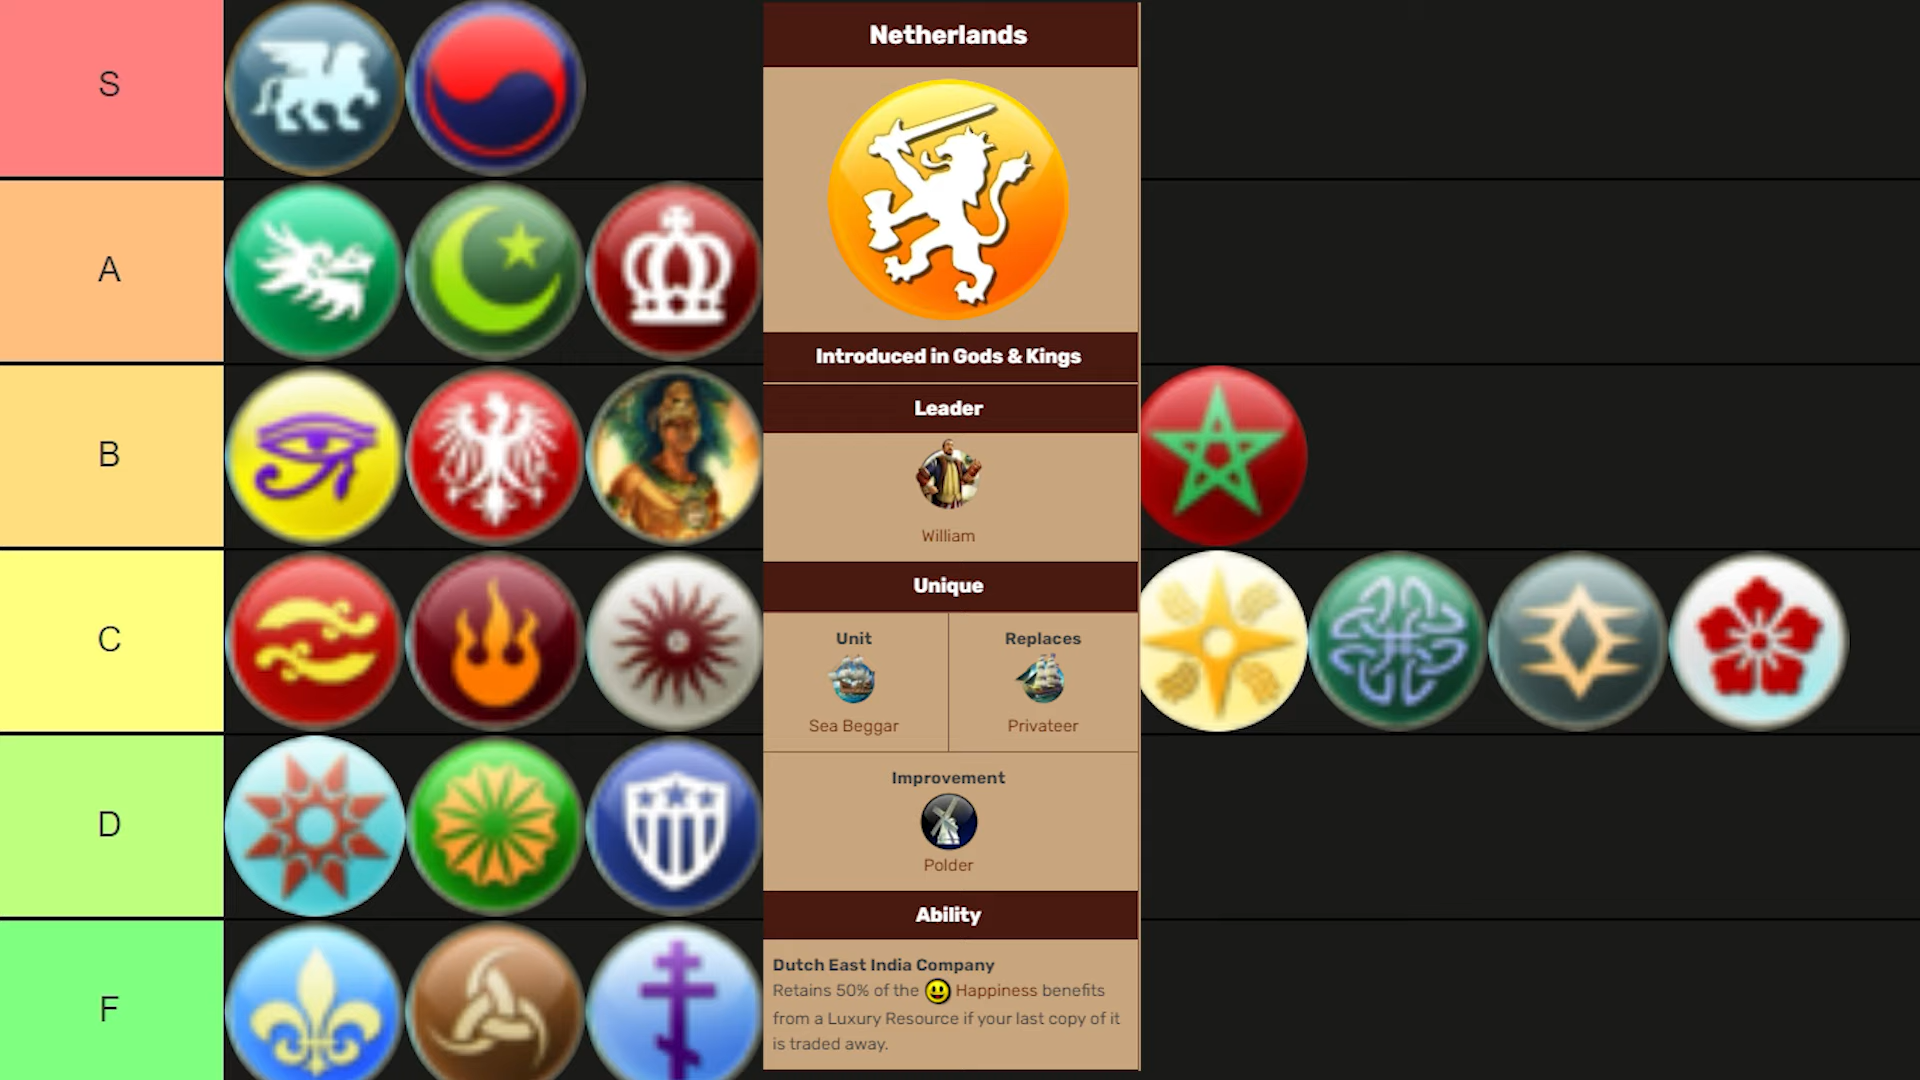 S
A
B
C
D
F
Netherlands
Introduced in Gods & Kings
Leader
William
Unique
Unit
Replaces
Sea Beggar
Privateer
Improvement
Polder
Ability
Dutch East India Company
Retains 50% of the Happiness benefits
from a Luxury Resource if your last copy of it
is traded away.